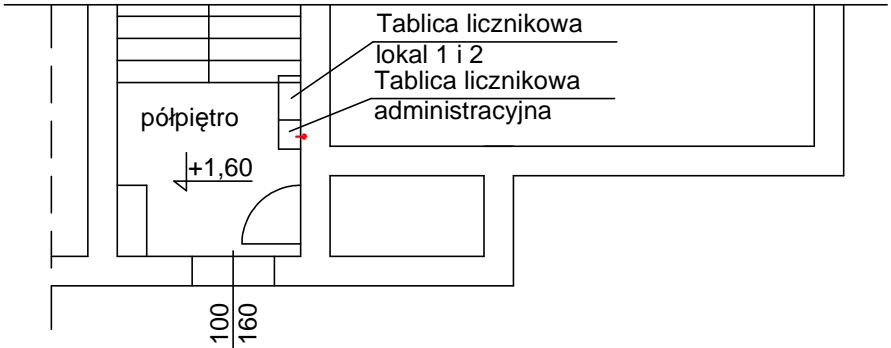 Tablica licznikowa
lokal 1 i 2
Tablica licznikowa
administracyjna
półpiętro
+1,60
100
160